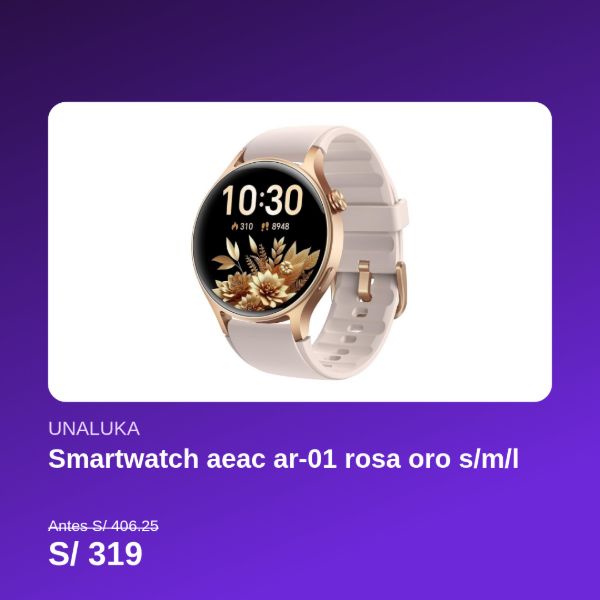 10:30
310 8948
UNALUKA
Smartwatch aeac ar-01 rosa oro s/m/l
Antes S/ 406.25
S/ 319